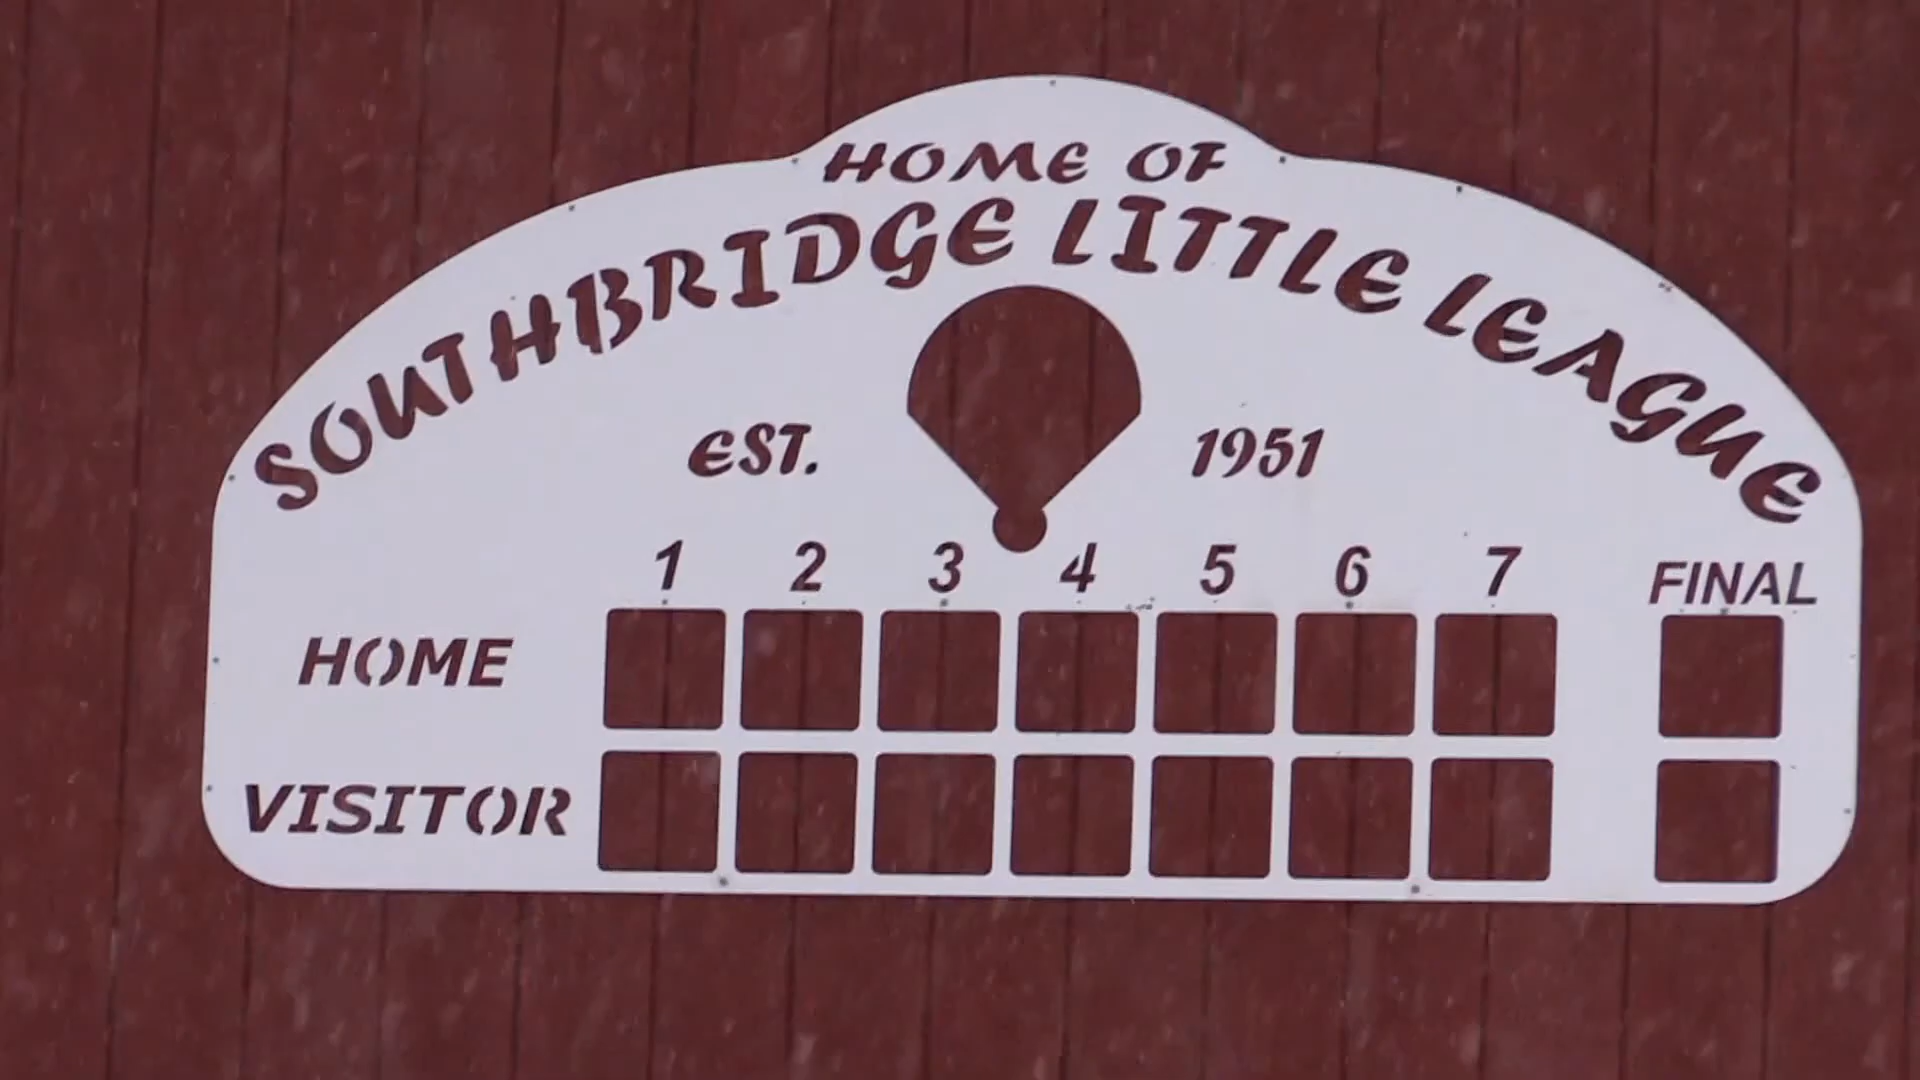 HOME OF
SOUTHBRIDGE LITTLE LEAGUE
EST. 1951
1 2 3 4 5 6 7 FINAL
HOME
VISITOR